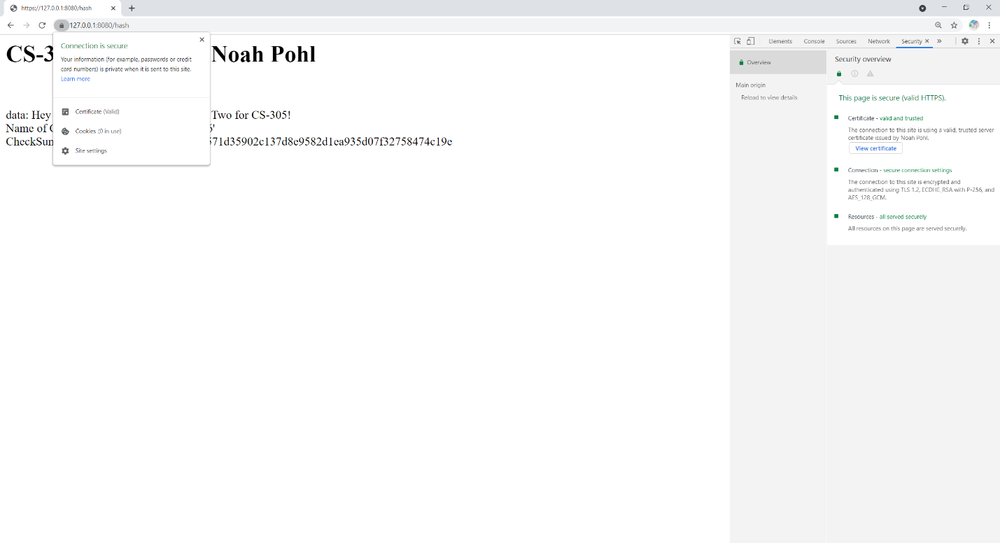 https://127.0.0.1:8080/hash
127.0.0.1:8080/hash
CS-3 Noah Pohl
data: Hey Two for CS-305!
Name of
CheckSum 671d35902c137d8e9582d1ea935d07f32758474c19e
Connection is secure
Your information (for example, passwords or credit
card numbers) is private when it is sent to this site.
Learn more
Certificate (Valid)
Cookies (0 in use)
Site settings
Elements Console Sources Network Security
Overview
Main origin
Reload to view details
Security overview
This page is secure (valid HTTPS).
Certificate - valid and trusted
The connection to this site is using a valid, trusted server
certificate issued by Noah Pohl.
View certificate
Connection - secure connection settings
The connection to this site is encrypted and
authenticated using TLS 1.2, ECDHE_RSA with P-256, and
AES_128_GCM.
Resources - all served securely
All resources on this page are served securely.